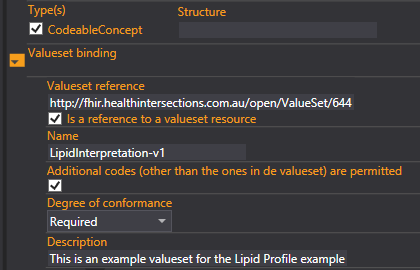 Type(s) Structure
CodeableConcept
Valueset binding
Valueset reference
http://fhir.healthintersections.com.au/open/ValueSet/644
Is a reference to a valueset resource
Name
LipidInterpretation-v1
Additional codes (other than the ones in de valueset) are permitted
Degree of conformance
Required
Description
This is an example valueset for the Lipid Profile example